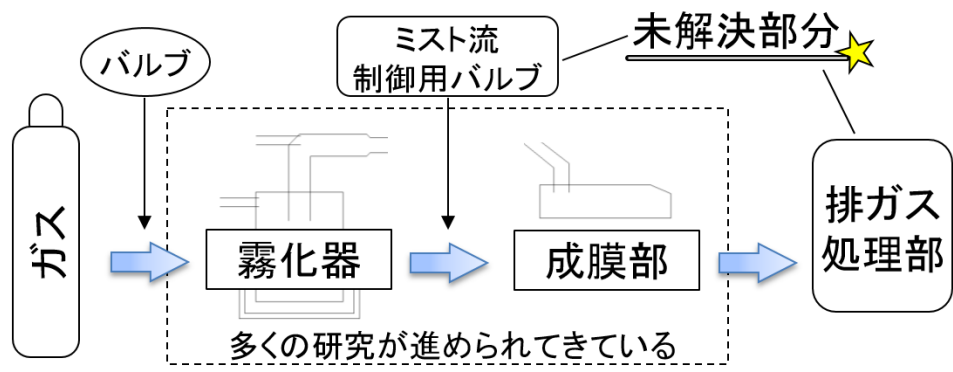 バルブ
ミスト流
制御用バルブ
未解決部分
ガス
霧化器
成膜部
排ガス
処理部
多くの研究が進められてきている